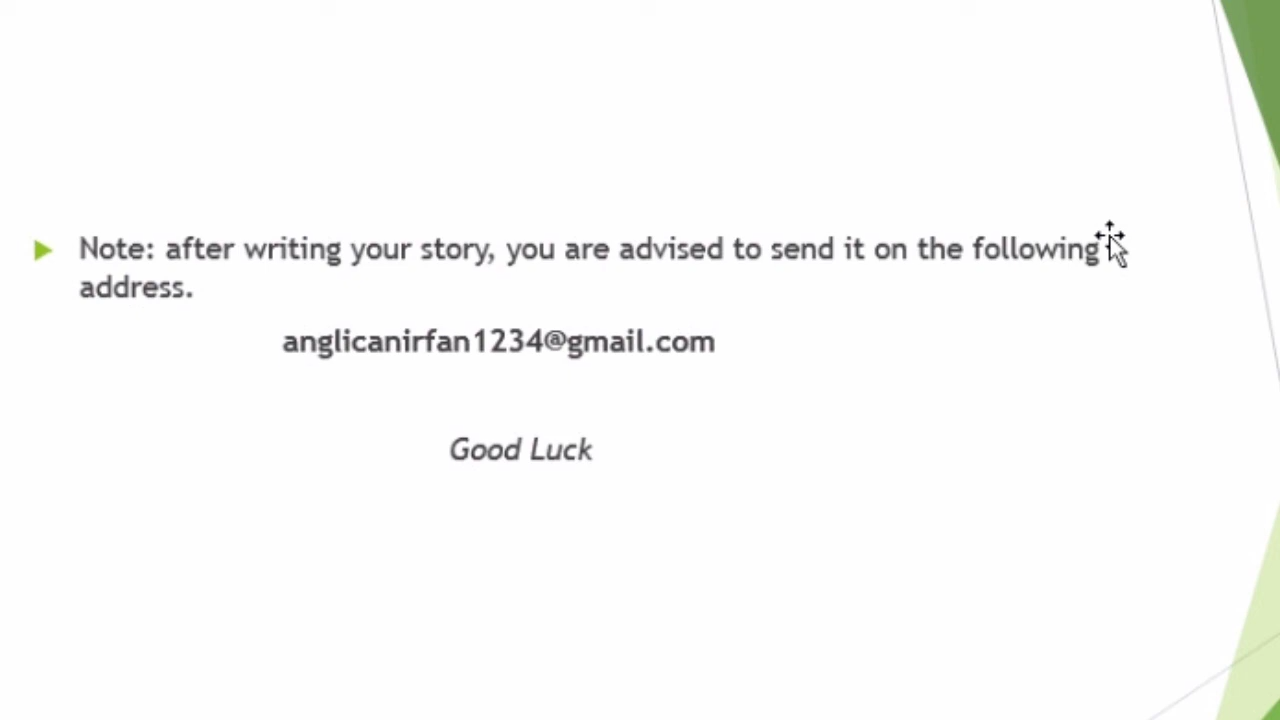 Note: after writing your story, you are advised to send it on the following
address.
anglicanirfan1234@gmail.com
Good Luck